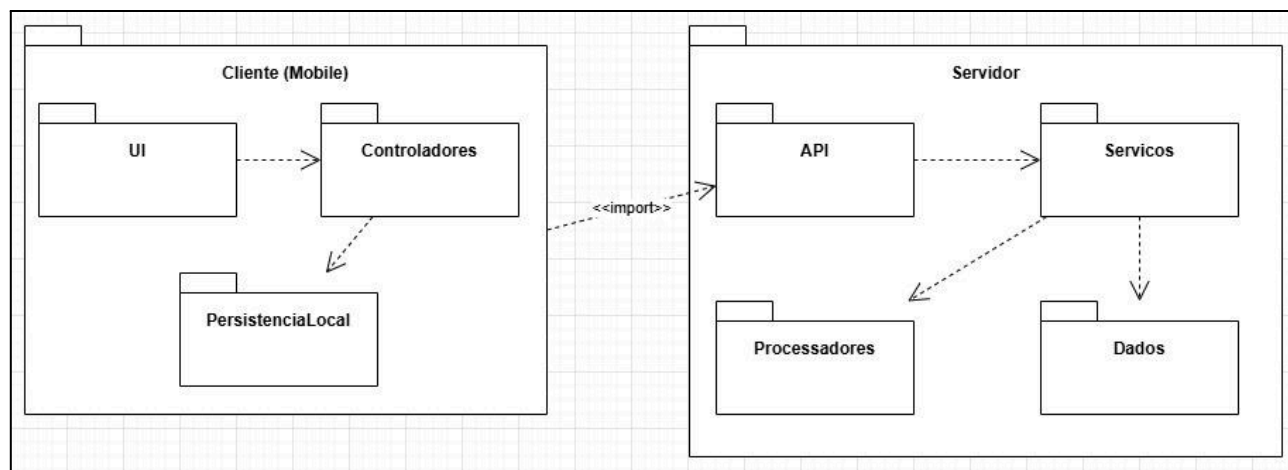 Cliente (Mobile)
UI
Controladores
PersistenciaLocal
<<import>>
Servidor
API
Servicos
Processadores
Dados